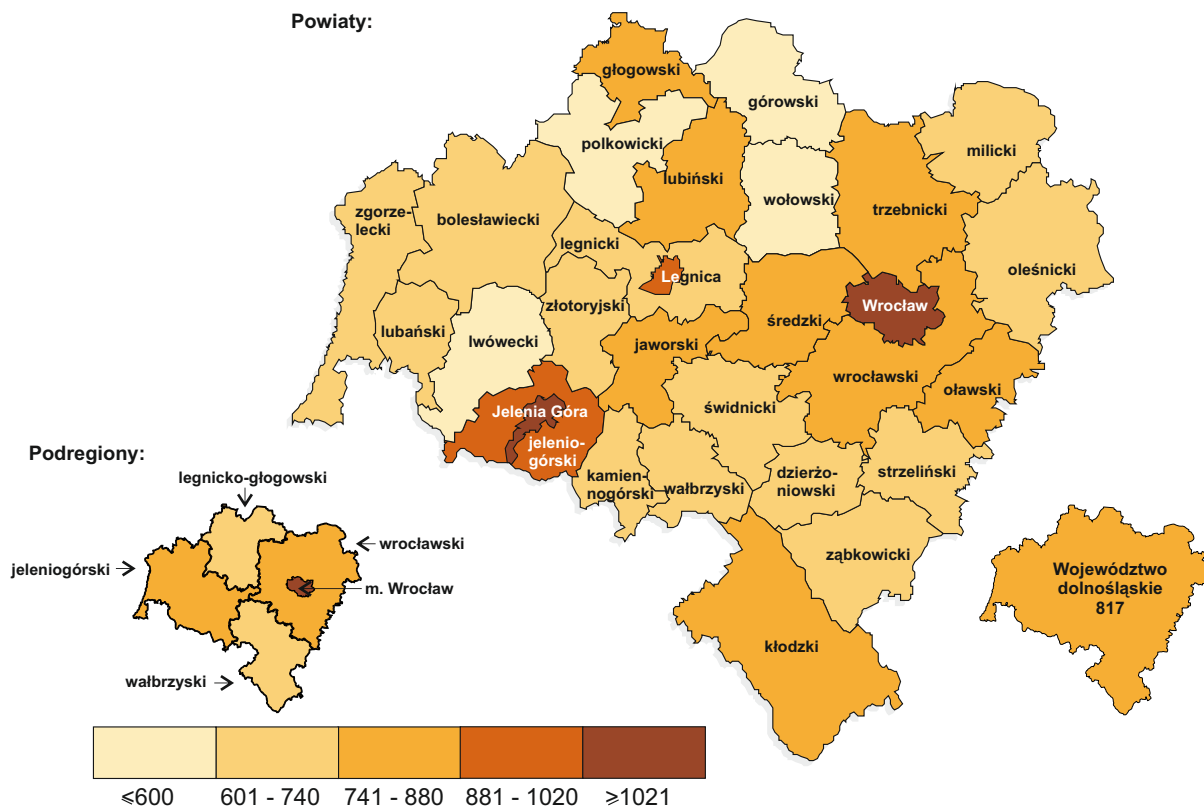 Powiaty:
głogowski
górowski
polkowicki
milicki
lubiński
wołowski
trzebnicki
zgorze-
lecki
bolesławiecki
legnicki
Legnica
oleśnicki
złotoryjski
Wrocław
lubański
średzki
lwówecki
jaworski
wrocławski
oławski
świdnicki
Jelenia Góra
jelenio-
górski
kamien-
nogórski
wałbrzyski
dzierżo-
niowski
strzeliński
ząbkowicki
kłodzki
Podregiony:
legnicko-głogowski
wrocławski
jeleniogórski
m. Wrocław
wałbrzyski
Województwo
dolnośląskie
817
⩽600
601 - 740
741 - 880
881 - 1020
⩾1021